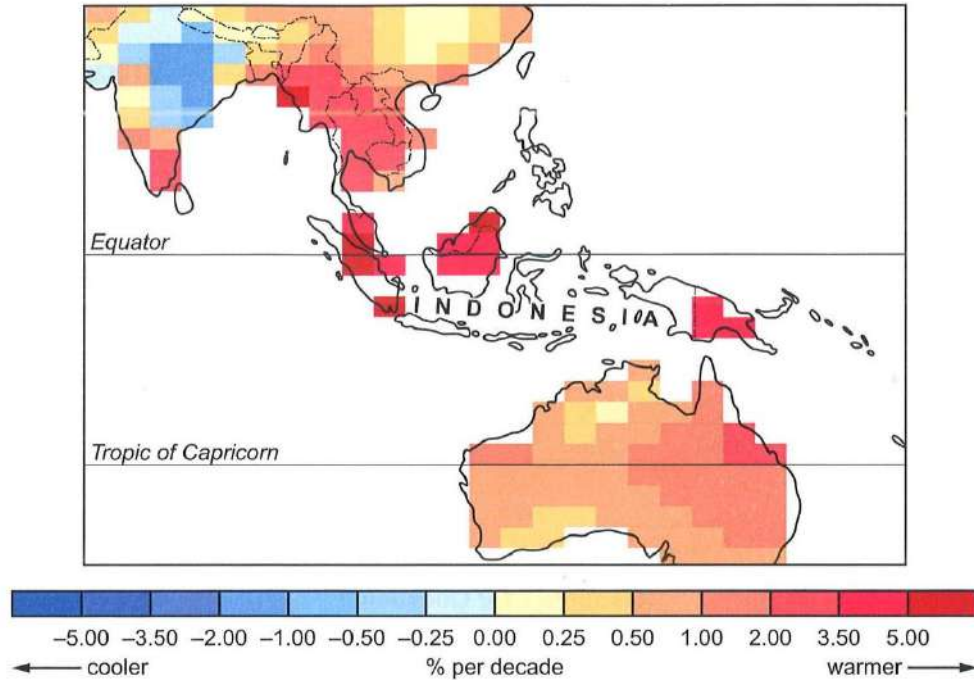 Equator
INDONESIA
Tropic of Capricorn
−5.00 −3.50 −2.00 −1.00 −0.50 −0.25 0.00 0.25 0.50 1.00 2.00 3.50 5.00
cooler % per decade warmer